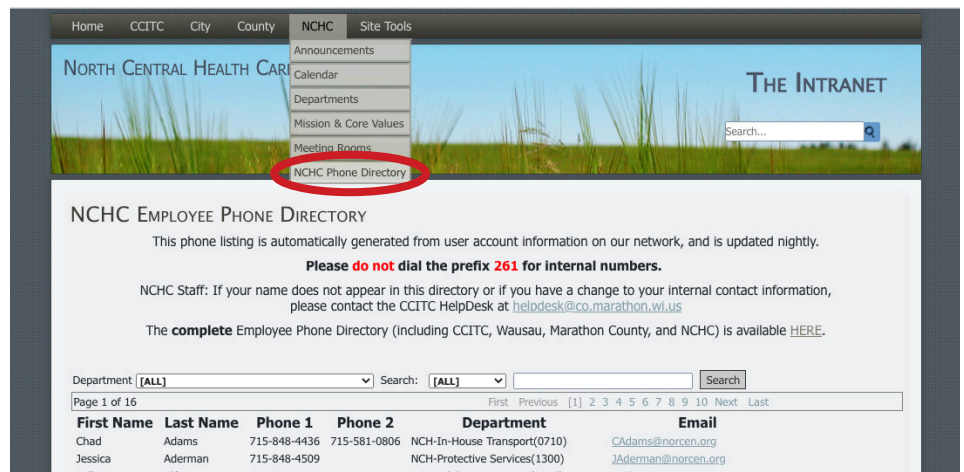 Home CCITC City County NCHC Site Tools
Announcements
NORTH CENTRAL HEALTH CARE
Calendar
THE INTRANET
Departments
Mission & Core Values
Search...
Meeting Rooms
NCHC Phone Directory
NCHC EMPLOYEE PHONE DIRECTORY
This phone listing is automatically generated from user account information on our network, and is updated nightly.
Please do not dial the prefix 261 for internal numbers.
NCHC Staff: If your name does not appear in this directory or if you have a change to your internal contact information,
please contact the CCITC HelpDesk at helpdesk@co.marathon.wi.us
The complete Employee Phone Directory (including CCITC, Wausau, Marathon County, and NCHC) is available HERE.
Department [ALL] Search: [ALL] Search
Page 1 of 16 First Previous [1] 2 3 4 5 6 7 8 9 10 Next Last
First Name Last Name Phone 1 Phone 2 Department Email
Chad Adams 715-848-4436 715-581-0806 NCH-In-House Transport(0710) CAdams@norcen.org
Jessica Aderman 715-848-4509 NCH-Protective Services(1300) JAderman@norcen.org